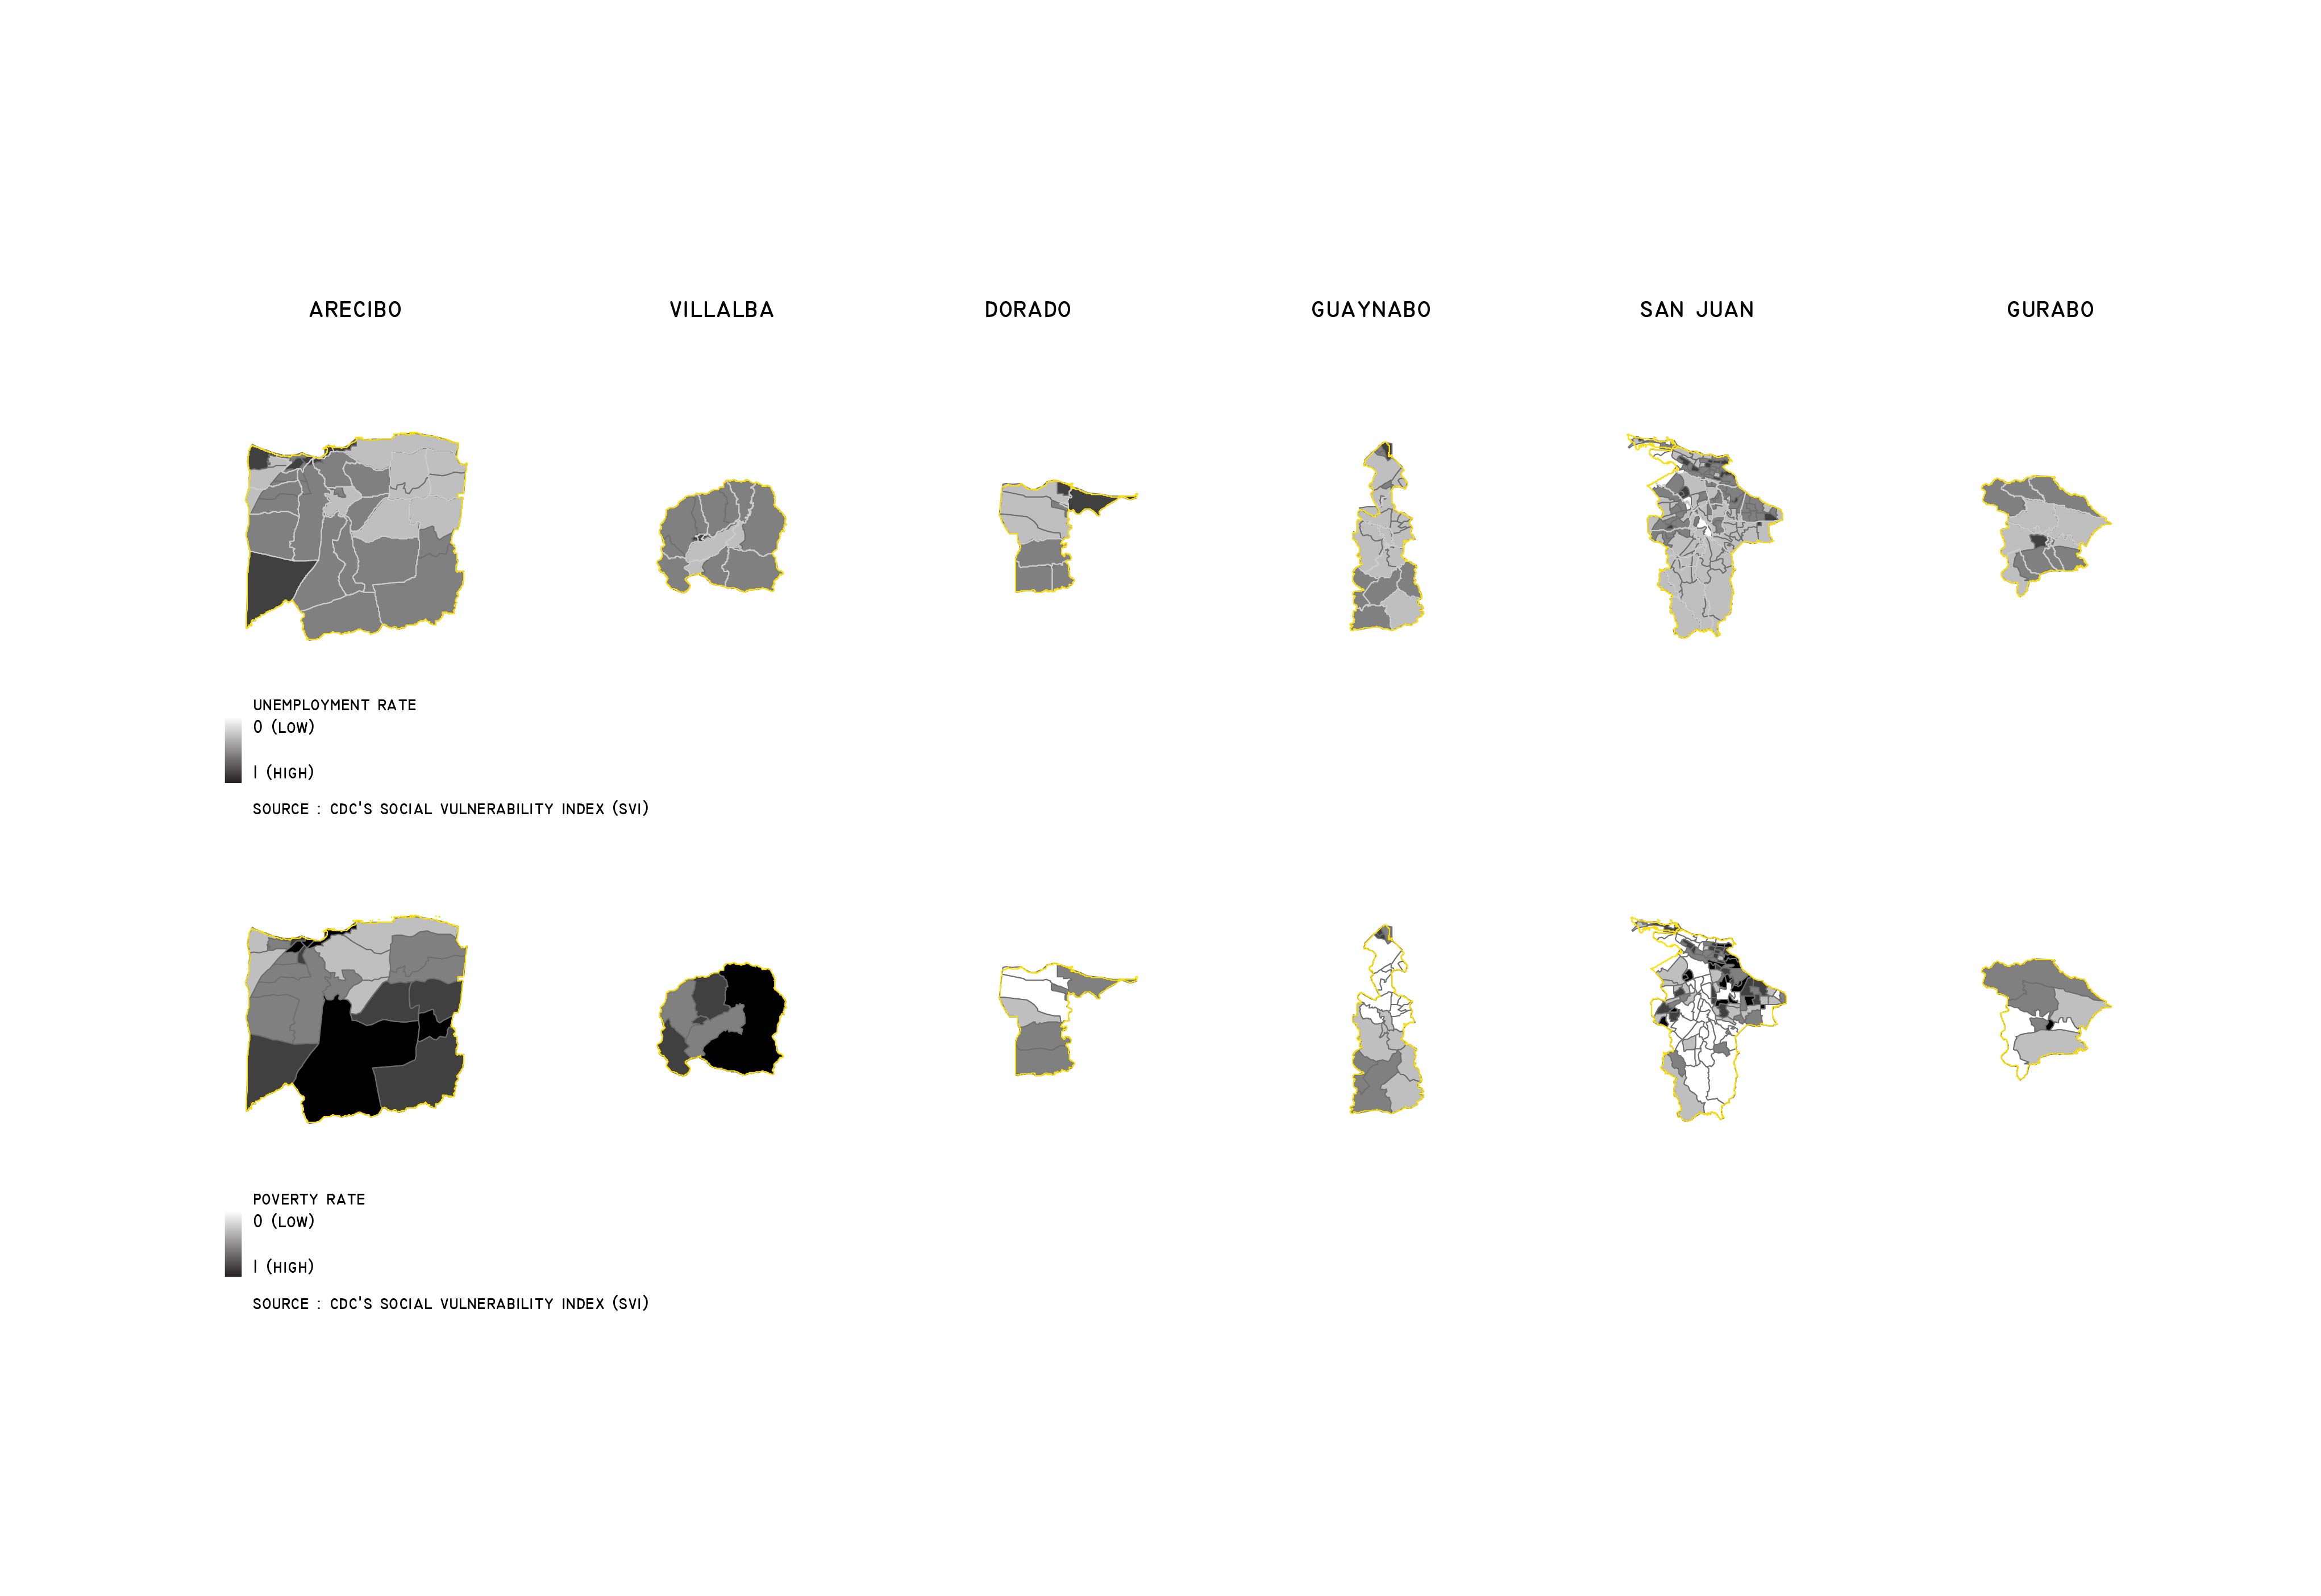 ARECIBO
VILLALBA
DORADO
GUAYNABO
SAN JUAN
GURABO
UNEMPLOYMENT RATE
0 (LOW)
1 (HIGH)
SOURCE : CDC'S SOCIAL VULNERABILITY INDEX (SVI)
POVERTY RATE
0 (LOW)
1 (HIGH)
SOURCE : CDC'S SOCIAL VULNERABILITY INDEX (SVI)